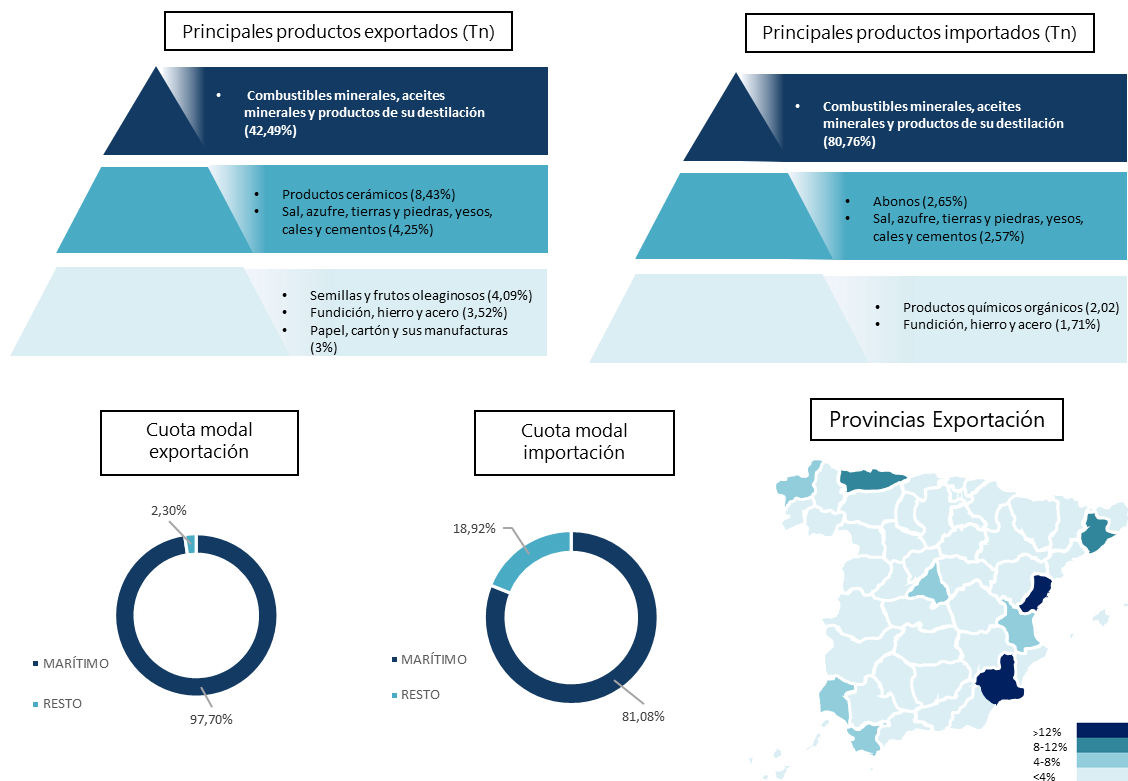 Principales productos exportados (Tn)
Combustibles minerales, aceites
minerales y productos de su destilación
(42,49%)
Productos cerámicos (8,43%)
Sal, azufre, tierras y piedras, yesos,
cales y cementos (4,25%)
Semillas y frutos oleaginosos (4,09%)
Fundición, hierro y acero (3,52%)
Papel, cartón y sus manufacturas
(3%)
Principales productos importados (Tn)
Combustibles minerales, aceites
minerales y productos de su destilación
(80,76%)
Abonos (2,65%)
Sal, azufre, tierras y piedras, yesos,
cales y cementos (2,57%)
Productos químicos orgánicos (2,02)
Fundición, hierro y acero (1,71%)
Cuota modal
exportación
2,30%
MARÍTIMO
RESTO
97,70%
Cuota modal
importación
18,92%
MARÍTIMO
RESTO
81,08%
Provincias Exportación
>12%
8-12%
4-8%
<4%